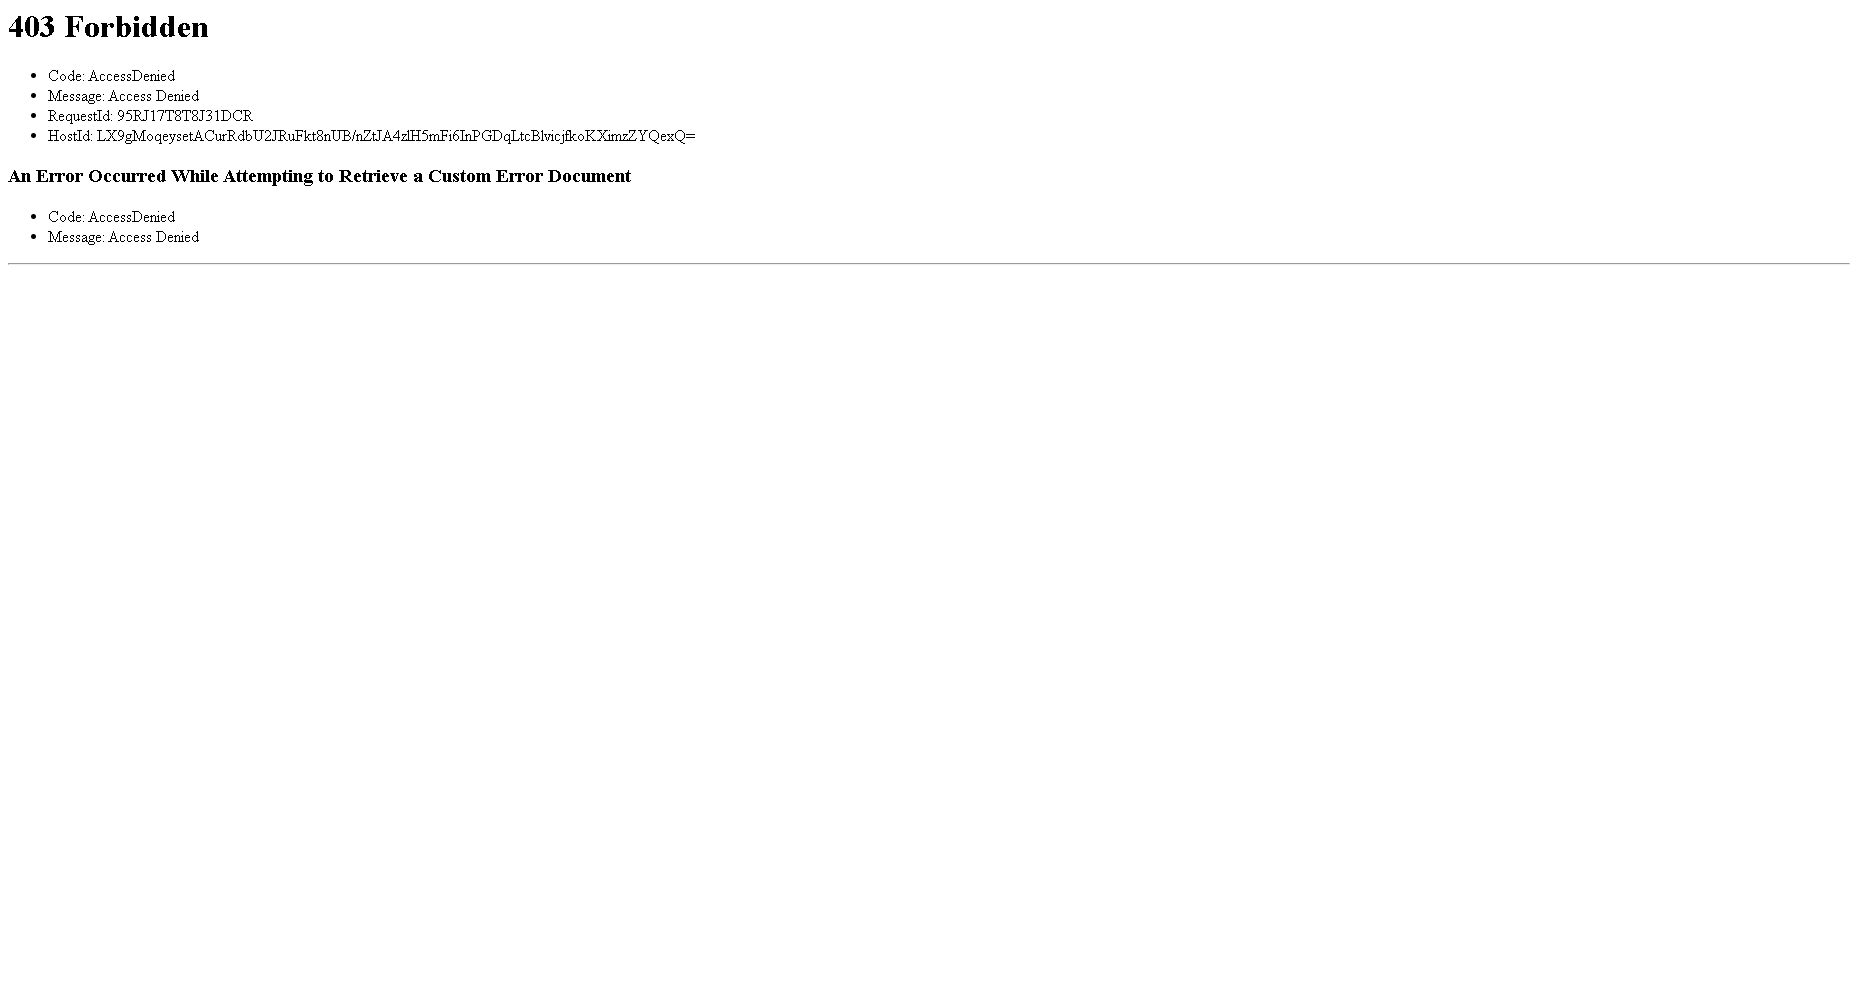 403 Forbidden
Code: AccessDenied
Message: Access Denied
RequestId: 95RJ17T8T8J31DCR
HostId: LX9gMoqeysetACurRdbU2JRuFkt8nUB/nZtJA4zlH5mFi6InPGDqLtcBlvicjfkoKXimzZYQexQ=
An Error Occurred While Attempting to Retrieve a Custom Error Document
Code: AccessDenied
Message: Access Denied